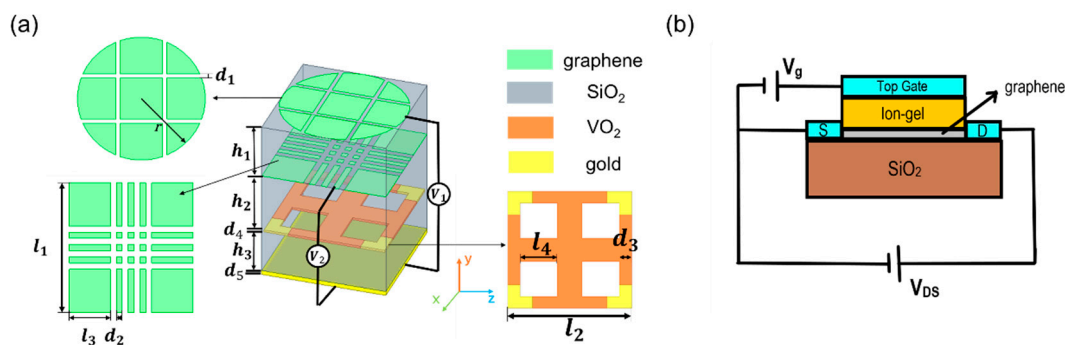 (a)
d₁
r
l₁
l₃
d₂
h₁
h₂
d₄
h₃
d₅
V₁
V₂
y
x
z
graphene
SiO₂
VO₂
gold
l₄
d₃
l₂
(b)
Vg
Top Gate
graphene
Ion-gel
S
D
SiO₂
VDS